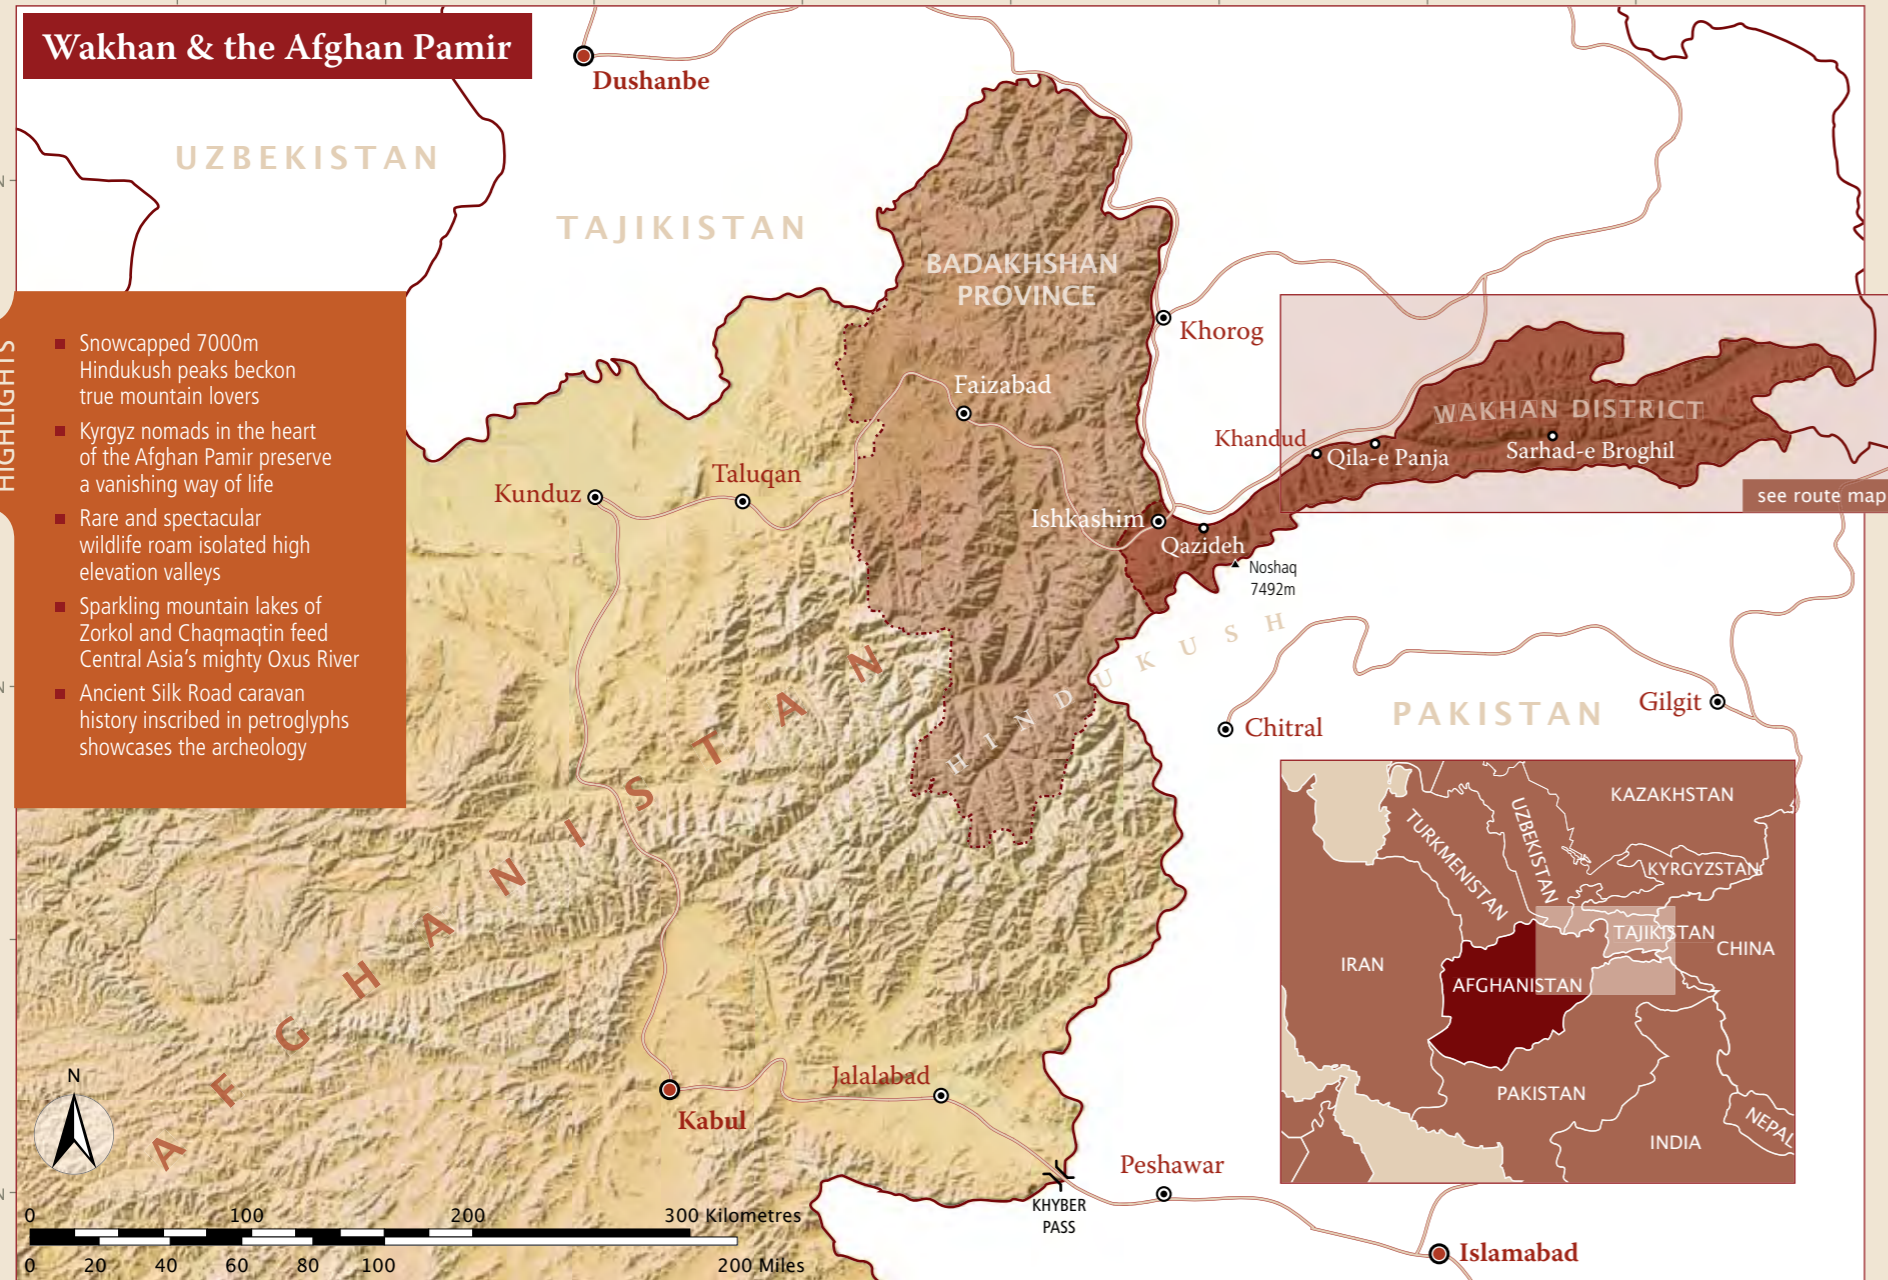 Wakhan & the Afghan Pamir
Dushanbe
UZBEKISTAN
TAJIKISTAN
BADAKHSHAN
PROVINCE
Khorog
HIGHLIGHTS
Snowcapped 7000m
Hindukush peaks beckon
true mountain lovers
Kyrgyz nomads in the heart
of the Afghan Pamir preserve
a vanishing way of life
Rare and spectacular
wildlife roam isolated high
elevation valleys
Sparkling mountain lakes of
Zorkol and Chaqmaqtin feed
Central Asia's mighty Oxus River
Ancient Silk Road caravan
history inscribed in petroglyphs
showcases the archeology
Faizabad
WAKHAN DISTRICT
Khandud
Qila-e Panja
Sarhad-e Broghil
Taluqan
Kunduz
see route map
Ishkashim
Qazideh
Noshaq
7492m
HINDUKUSH
AFGHANISTAN
Chitral
PAKISTAN
Gilgit
KAZAKHSTAN
UZBEKISTAN
TURKMENISTAN
KYRGYZSTAN
TAJIKISTAN
CHINA
IRAN
AFGHANISTAN
PAKISTAN
NEPAL
INDIA
N
Kabul
Jalalabad
Peshawar
KHYBER
PASS
Islamabad
0 100 200 300 Kilometres
0 20 40 60 80 100 200 Miles